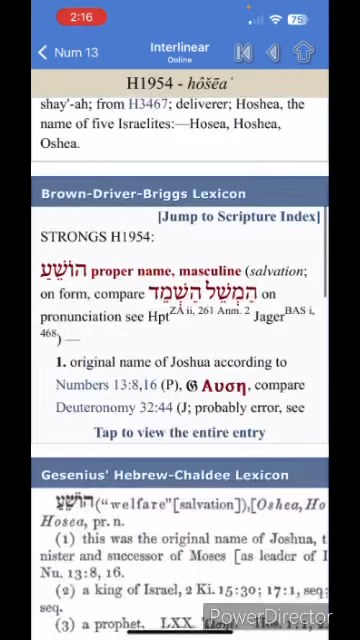 2:16
75
Num 13
Interlinear
Online
H1954 - hôšēaʿ
shay'-ah; from H3467; deliverer; Hoshea, the
name of five Israelites:—Hosea, Hoshea,
Oshea.
Brown-Driver-Briggs Lexicon
[Jump to Scripture Index]
STRONGS H1954:
הוֹשֵׁעַ proper name, masculine (salvation;
on form, compare הַמְשֵׁל הַשְׁמֵד on
pronunciation see Hpt ZA ii, 261 Anm. 2 Jager BAS i,
468) —
1. original name of Joshua according to
Numbers 13:8,16 (P), 𝕲 Αυση, compare
Deuteronomy 32:44 (J; probably error, see
Tap to view the entire entry
Gesenius' Hebrew-Chaldee Lexicon
הוֹשֵׁעַ ("welfare" [salvation]), [Oshea, Ho
Hosea, pr. n.
(1) this was the original name of Joshua, t
nister and successor of Moses [as leader of I
Nu. 13:8, 16.
(2) a king of Israel, 2 Ki. 15:30; 17:1, seq;
seq.
(3) a prophet. LXX.
PowerDirector